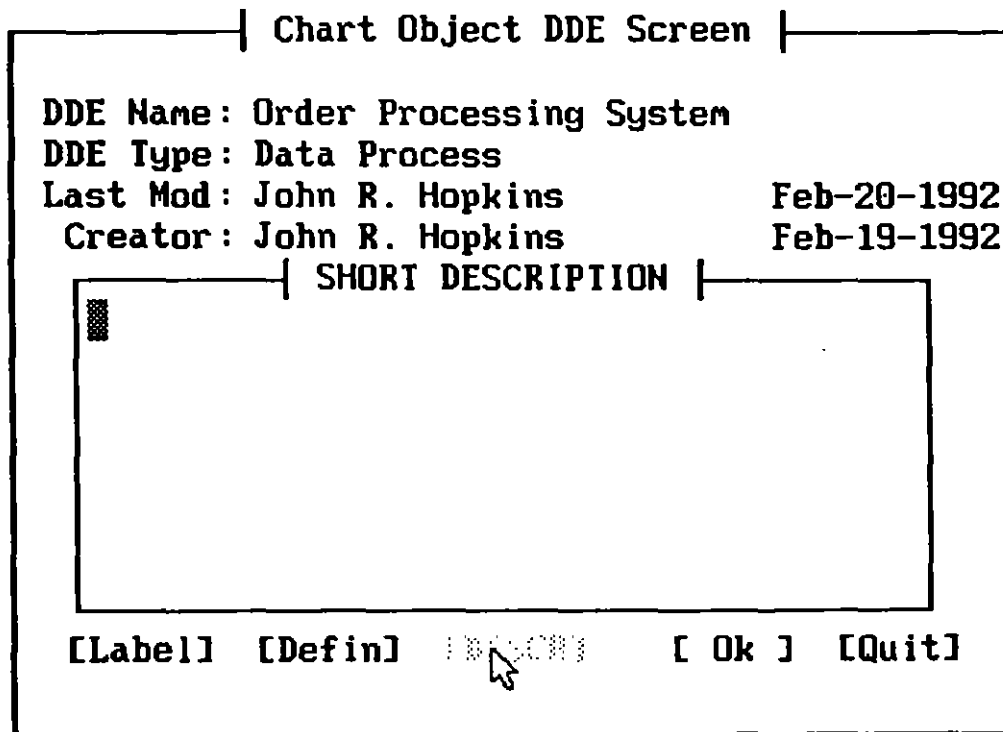 Chart Object DDE Screen
DDE Name: Order Processing System
DDE Type: Data Process
Last Mod: John R. Hopkins Feb-20-1992
Creator: John R. Hopkins Feb-19-1992
SHORT DESCRIPTION
[Label] [Defin] [ Ok ] [Quit]